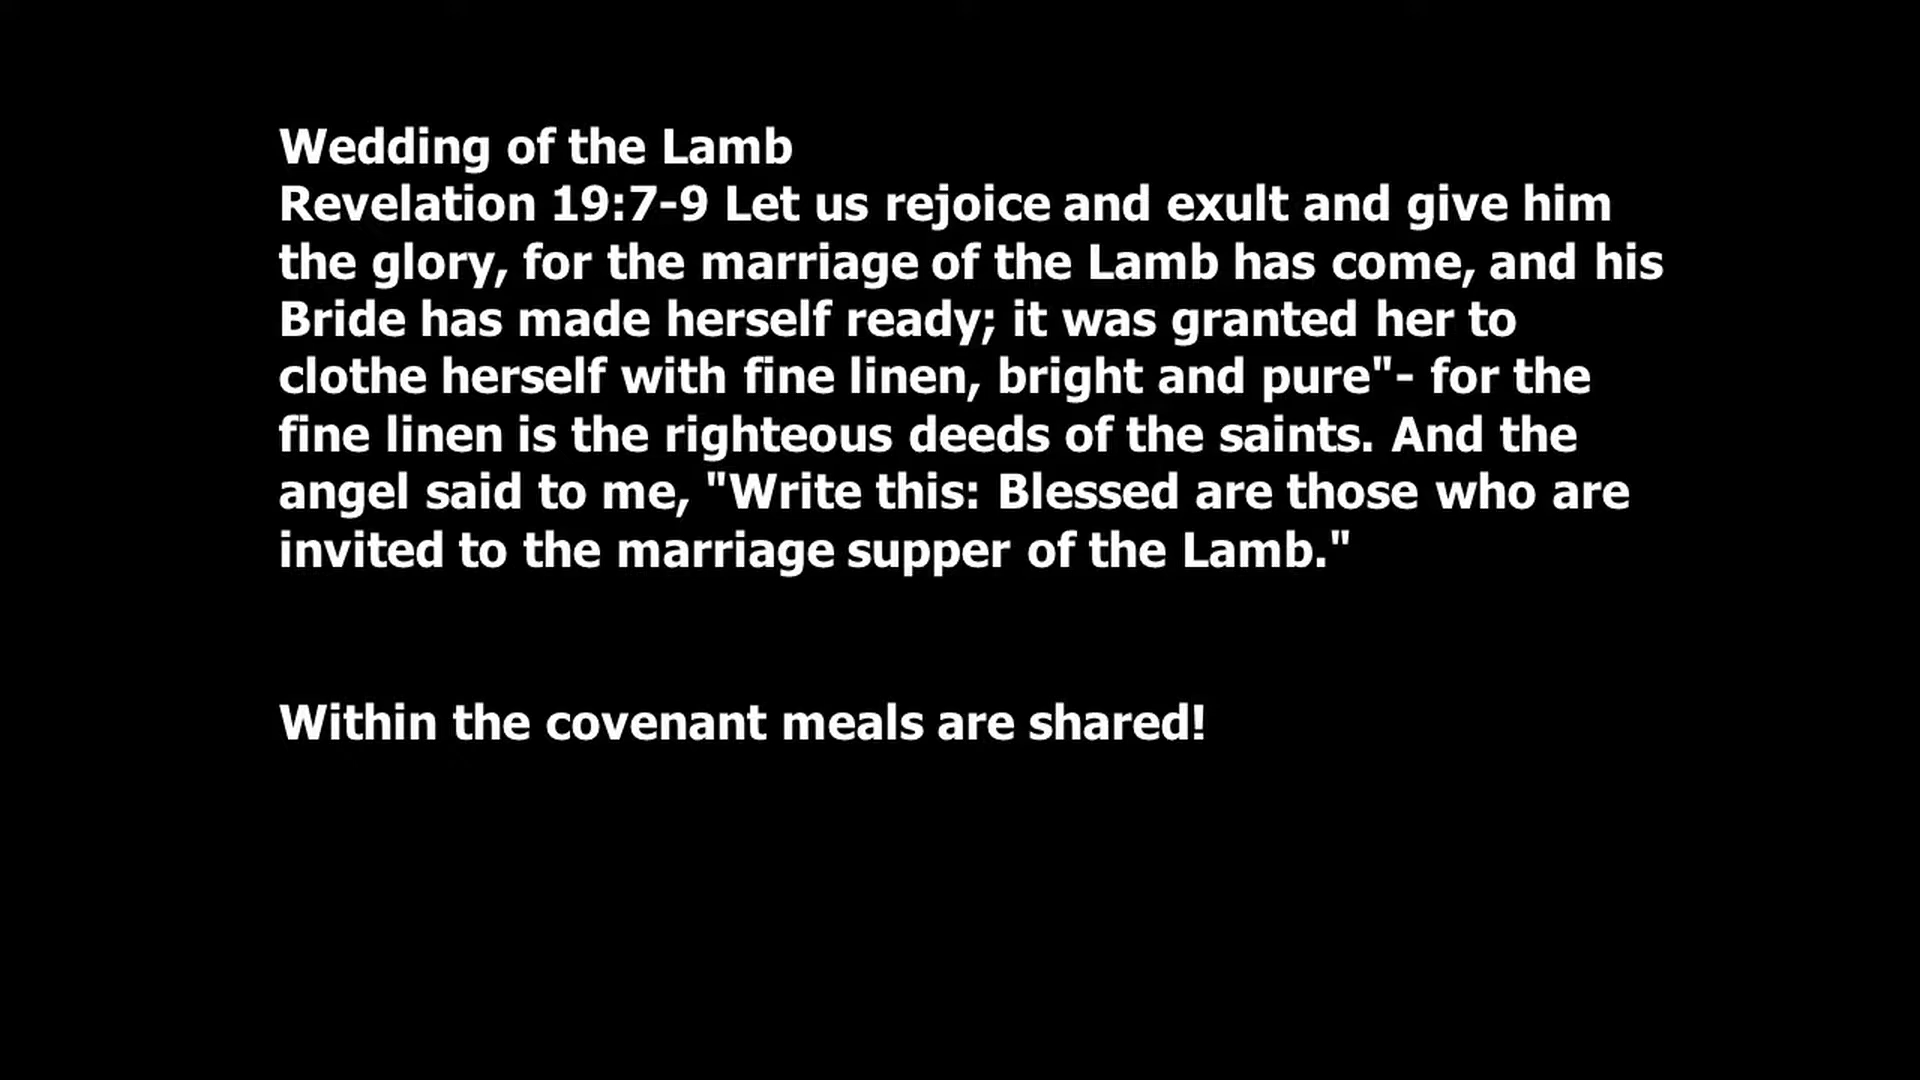 Wedding of the Lamb
Revelation 19:7-9 Let us rejoice and exult and give him
the glory, for the marriage of the Lamb has come, and his
Bride has made herself ready; it was granted her to
clothe herself with fine linen, bright and pure"- for the
fine linen is the righteous deeds of the saints. And the
angel said to me, "Write this: Blessed are those who are
invited to the marriage supper of the Lamb."
Within the covenant meals are shared!